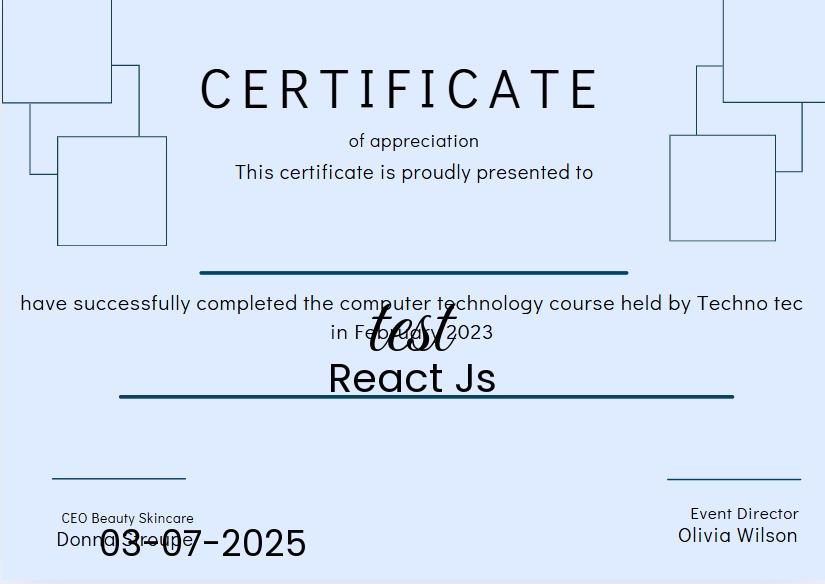 CERTIFICATE
of appreciation
This certificate is proudly presented to
have successfully completed the computer technology course held by Techno tec
in February 2023
test
React Js
CEO Beauty Skincare
Donna Stroupe
03-07-2025
Event Director
Olivia Wilson